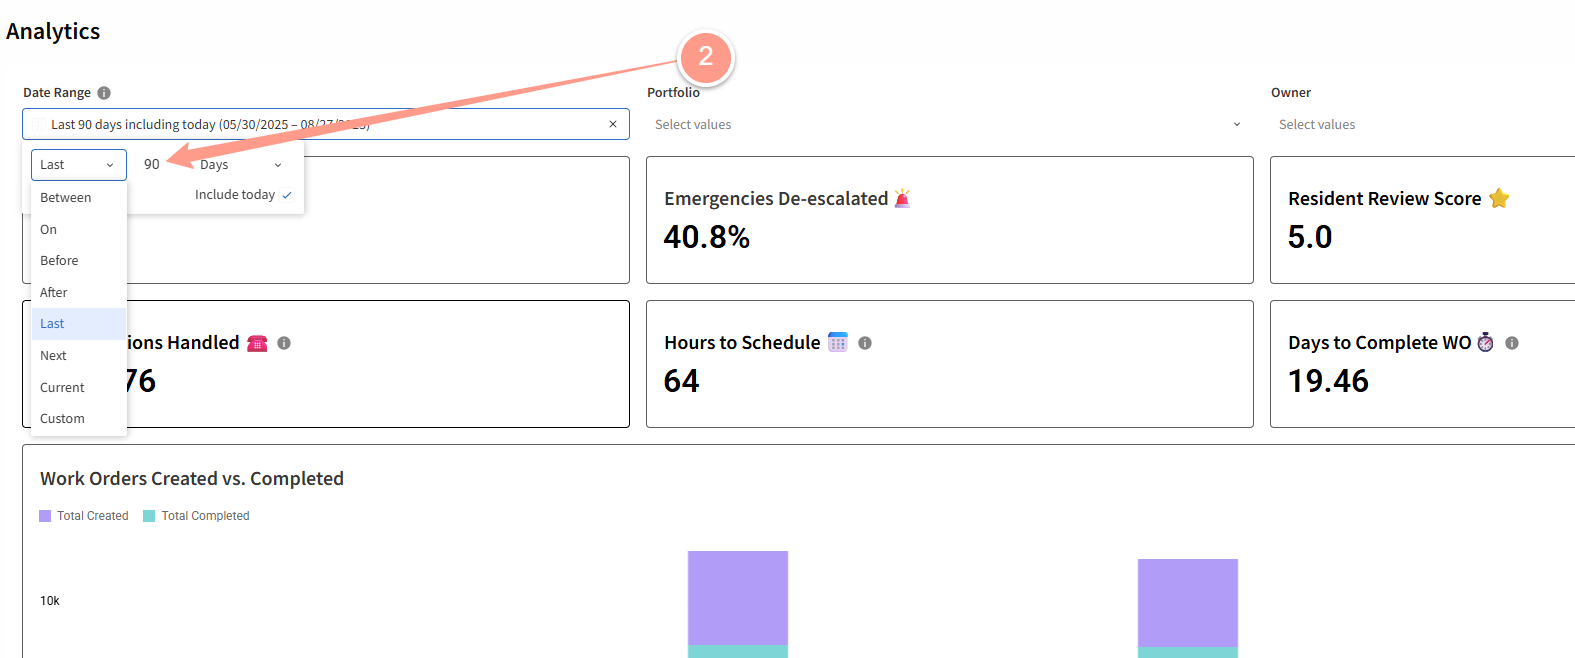 Analytics
2
Date Range
Portfolio
Owner
Last 90 days including today (05/30/2025 – 08/27/2025)
Select values
Select values
Last
90
Days
Include today
Between
On
Before
After
Last
Next
Current
Custom
Emergencies De-escalated
40.8%
Resident Review Score
5.0
ions Handled
76
Hours to Schedule
64
Days to Complete WO
19.46
Work Orders Created vs. Completed
Total Created
Total Completed
10k